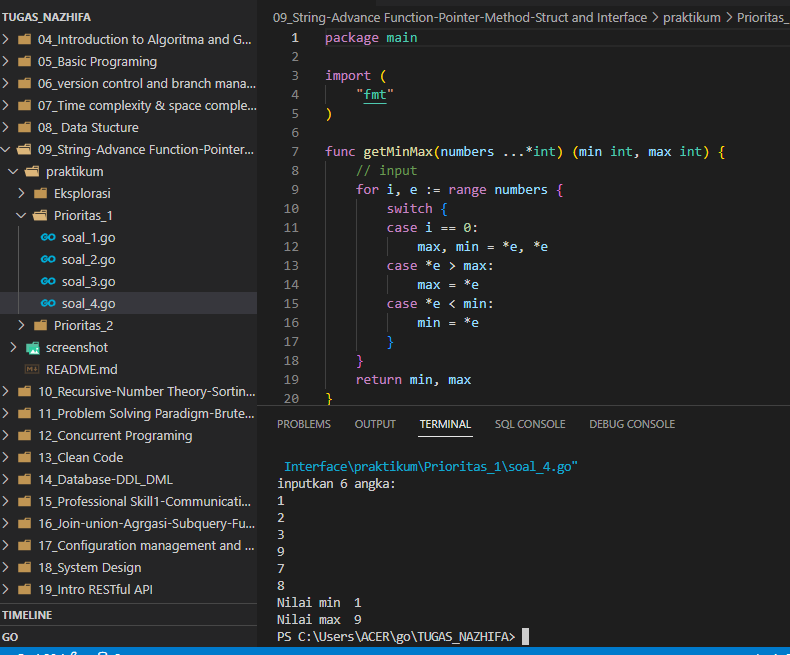 TUGAS_NAZHIFA
04_Introduction to Algoritma and G...
05_Basic Programing
06_version control and branch mana...
07_Time complexity & space comple...
08_ Data Stucture
09_String-Advance Function-Pointer-...
praktikum
Eksplorasi
Prioritas_1
soal_1.go
soal_2.go
soal_3.go
soal_4.go
Prioritas_2
screenshot
README.md
10_Recursive-Number Theory-Sortin...
11_Problem Solving Paradigm-Brute...
12_Concurrent Programing
13_Clean Code
14_Database-DDL_DML
15_Professional Skill1-Communicati...
16_Join-union-Agrgasi-Subquery-Fu...
17_Configuration management and ...
18_System Design
19_Intro RESTful API
TIMELINE
GO
09_String-Advance Function-Pointer-Method-Struct and Interface > praktikum > Prioritas_
1 package main
2
3 import (
4 "fmt"
5 )
6
7 func getMinMax(numbers ...*int) (min int, max int) {
8 // input
9 for i, e := range numbers {
10 switch {
11 case i == 0:
12 max, min = *e, *e
13 case *e > max:
14 max = *e
15 case *e < min:
16 min = *e
17 }
18 }
19 return min, max
20 }
PROBLEMS OUTPUT TERMINAL SQL CONSOLE DEBUG CONSOLE
Interface\praktikum\Prioritas_1\soal_4.go"
inputkan 6 angka:
1
2
3
9
7
8
Nilai min 1
Nilai max 9
PS C:\Users\ACER\go\TUGAS_NAZHIFA>